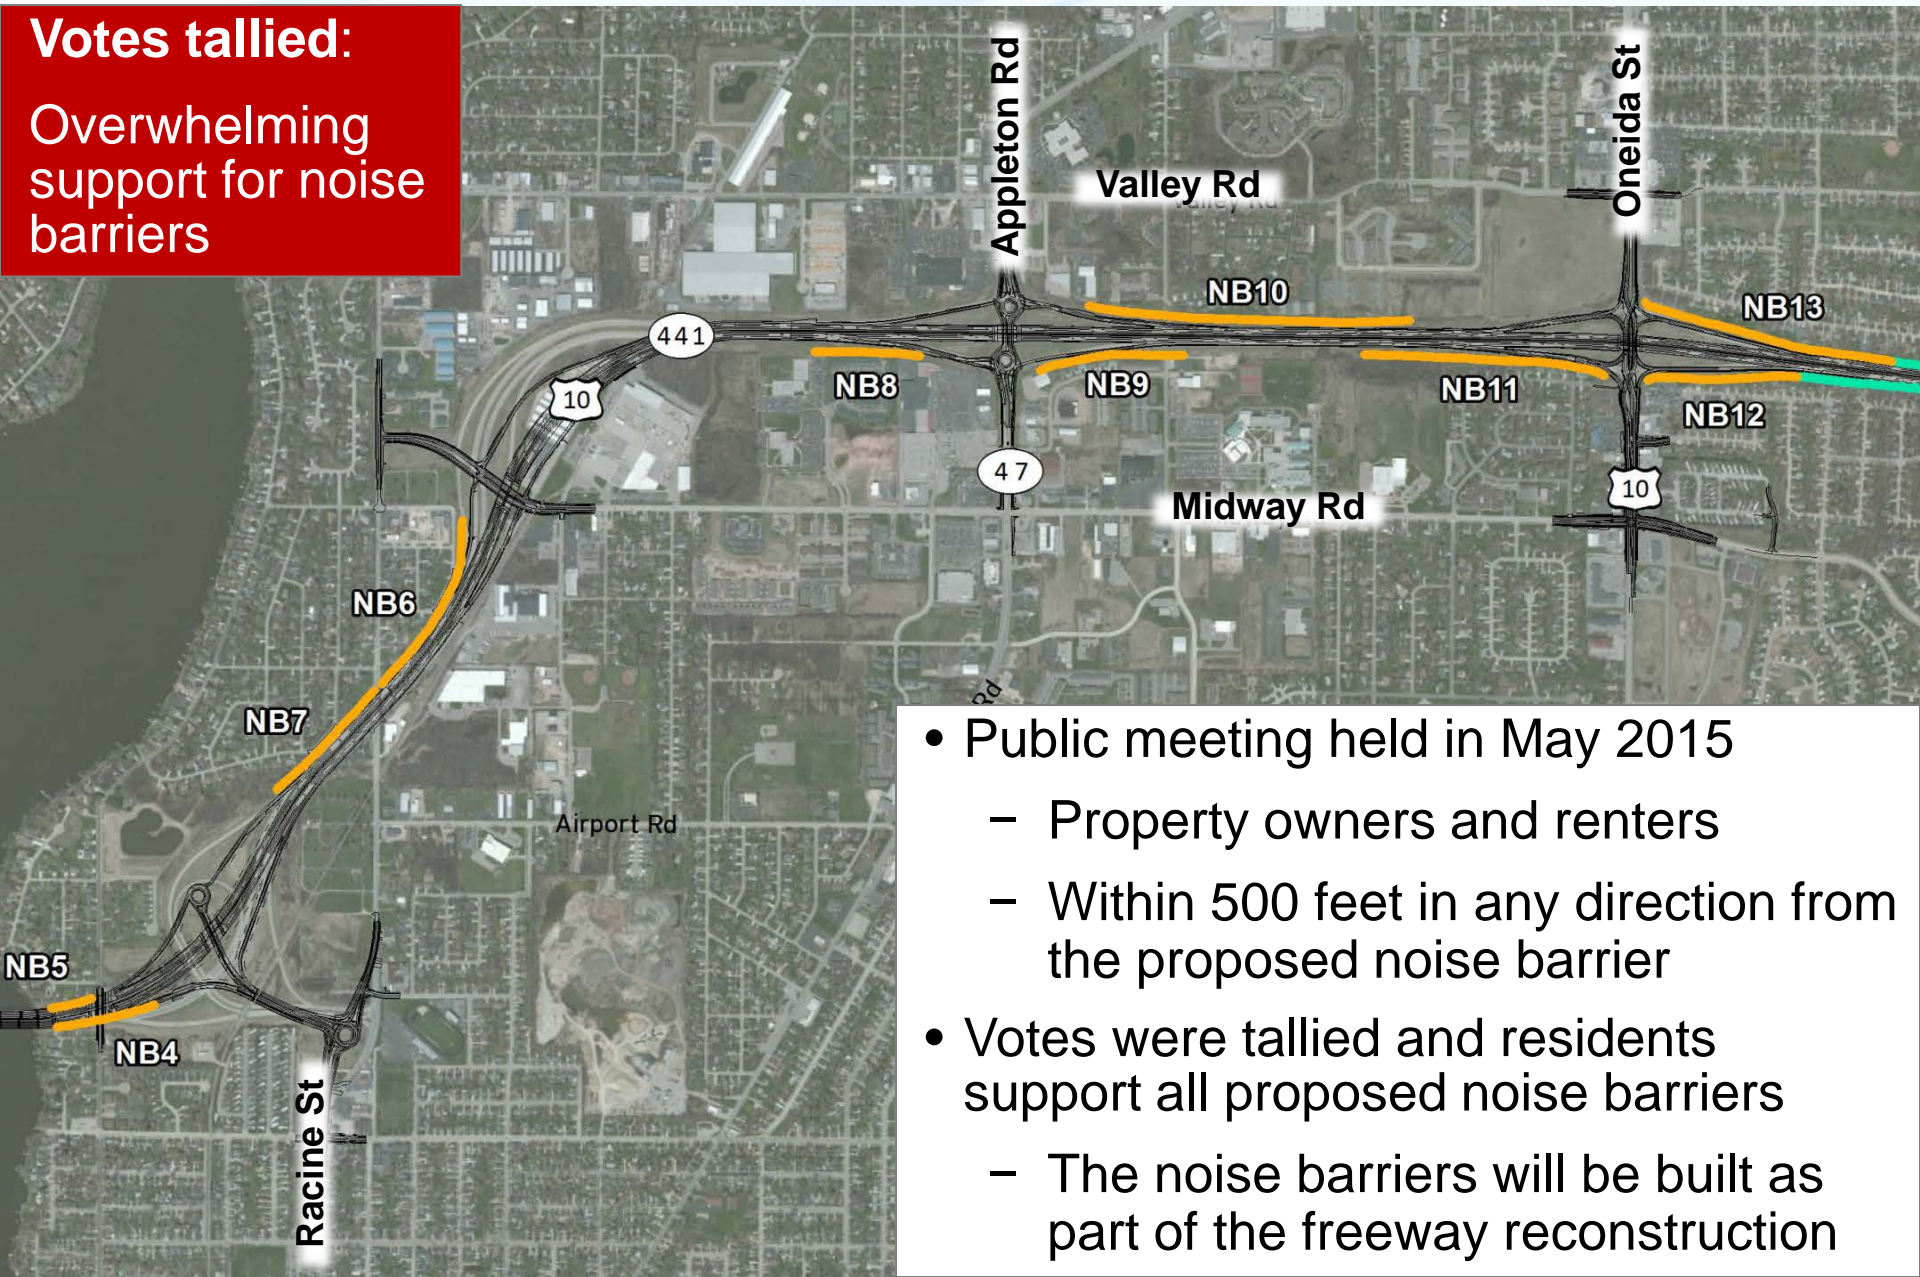 Votes tallied:
Overwhelming
support for noise
barriers
Appleton Rd
Oneida St
Valley Rd
Valley Rd
NB10
NB13
441
NB8
NB9
NB11
NB12
10
47
10
Midway Rd
NB6
Rd
NB7
Airport Rd
NB5
NB4
Racine St
• Public meeting held in May 2015
– Property owners and renters
– Within 500 feet in any direction from
the proposed noise barrier
• Votes were tallied and residents
support all proposed noise barriers
– The noise barriers will be built as
part of the freeway reconstruction